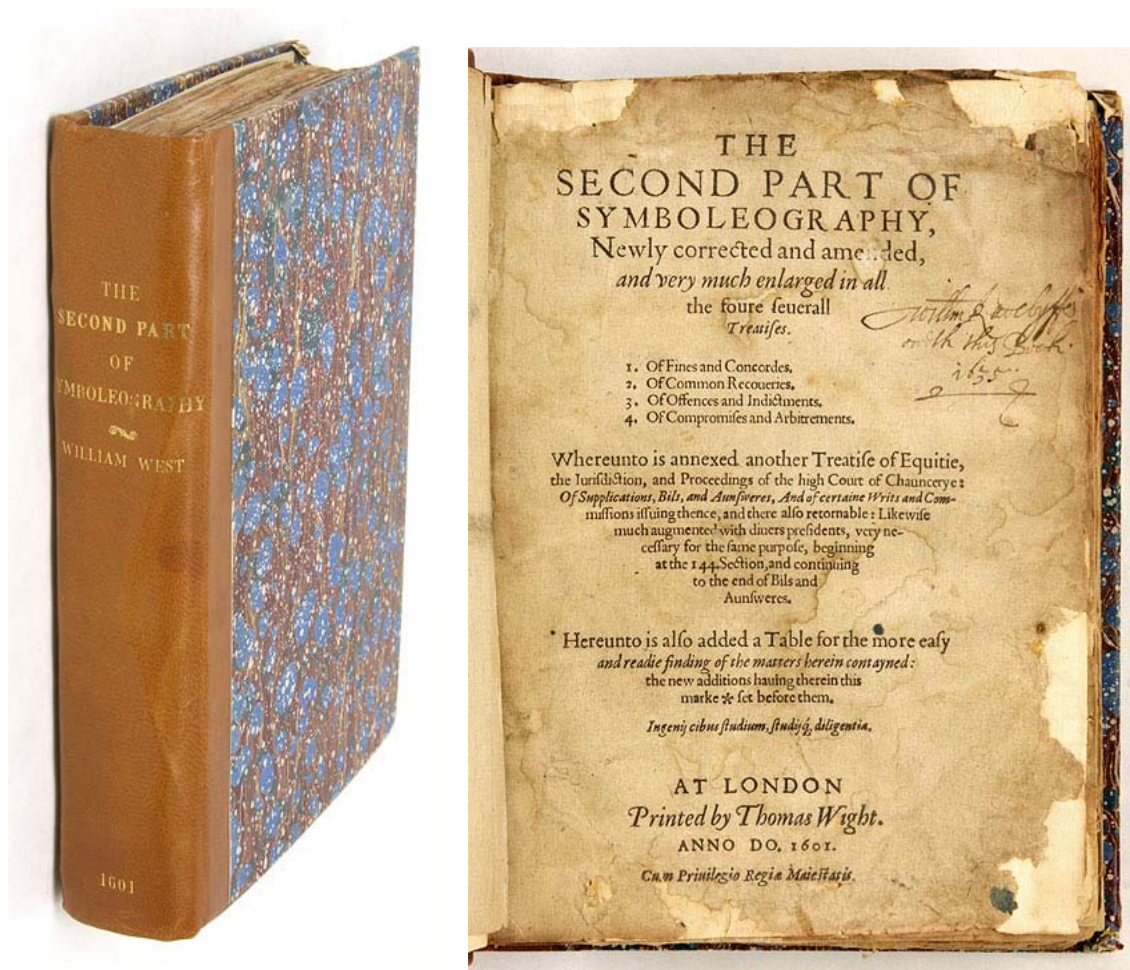 THE
SECOND PART
OF
YMBOLEOGRAPHY
WILLIAM WEST
1601
THE
SECOND PART OF
SYMBOLEOGRAPHY,
Newly corrected and amended,
and very much enlarged in all
the foure ſeuerall
Treatiſes.
1. Of Fines and Concordes.
2. Of Common Recoueries.
3. Of Offences and Indictments.
4. Of Compromiſes and Arbitrements.
Whereunto is annexed another Treatiſe of Equitie,
the Iuriſdiction, and Proceedings of the high Court of Chauncerye:
Of Supplications, Bils, and Aunſweres, And of certaine Writs and Com-
miſſions iſſuing thence, and there alſo retornable: Likewiſe
much augmented with diuers preſidents, very ne-
ceſſary for the ſame purpoſe, beginning
at the 144. Section, and continuing
to the end of Bils and
Aunſweres.
Hereunto is alſo added a Table for the more eaſy
and readie finding of the matters herein contayned:
the new additions hauing therein this
marke * ſet before them.
Ingenij cibus ſtudium, ſtudijq́, diligentia.
AT LONDON
Printed by Thomas Wight.
ANNO DO. 1601.
Cum Priuilegio Regiæ Maieſtatis.
this Book
1635